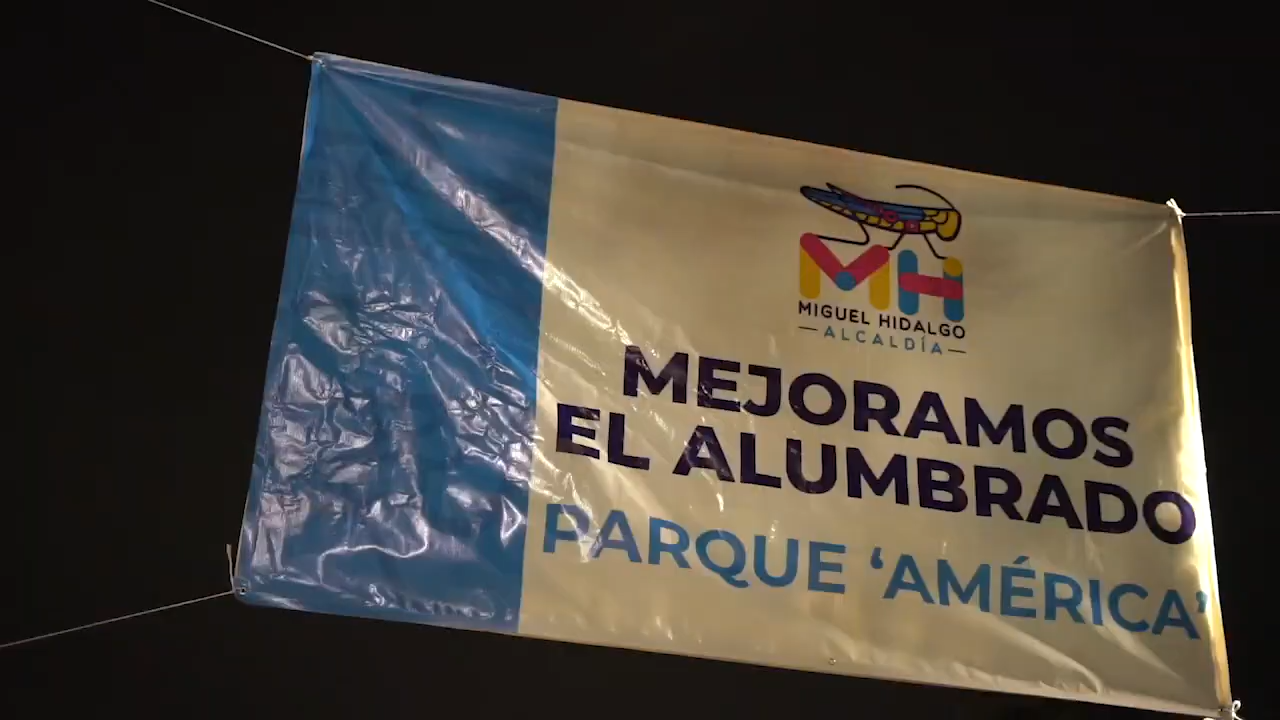 MH
MIGUEL HIDALGO
— ALCALDÍA —
MEJORAMOS
EL ALUMBRADO
PARQUE ‘AMÉRICA’